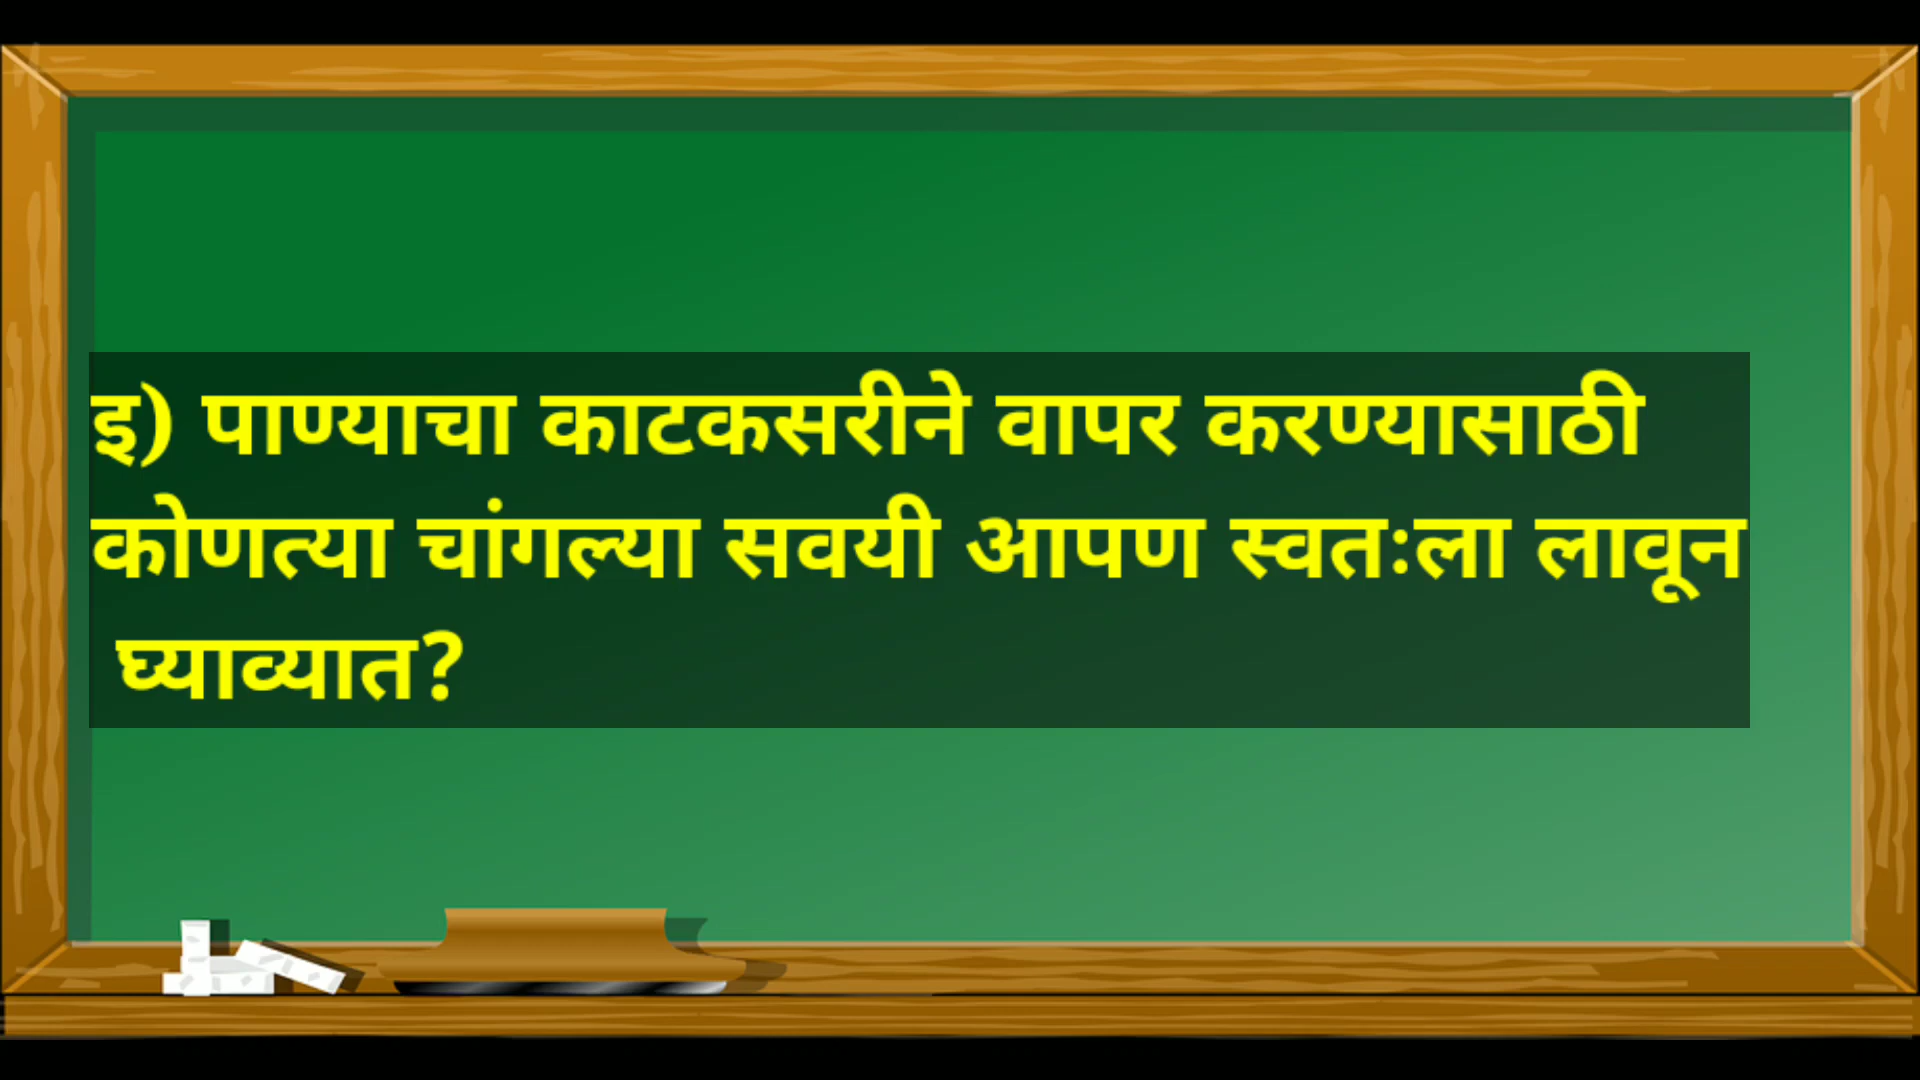 इ) पाण्याचा काटकसरीने वापर करण्यासाठी
कोणत्या चांगल्या सवयी आपण स्वतःला लावून
घ्याव्यात?